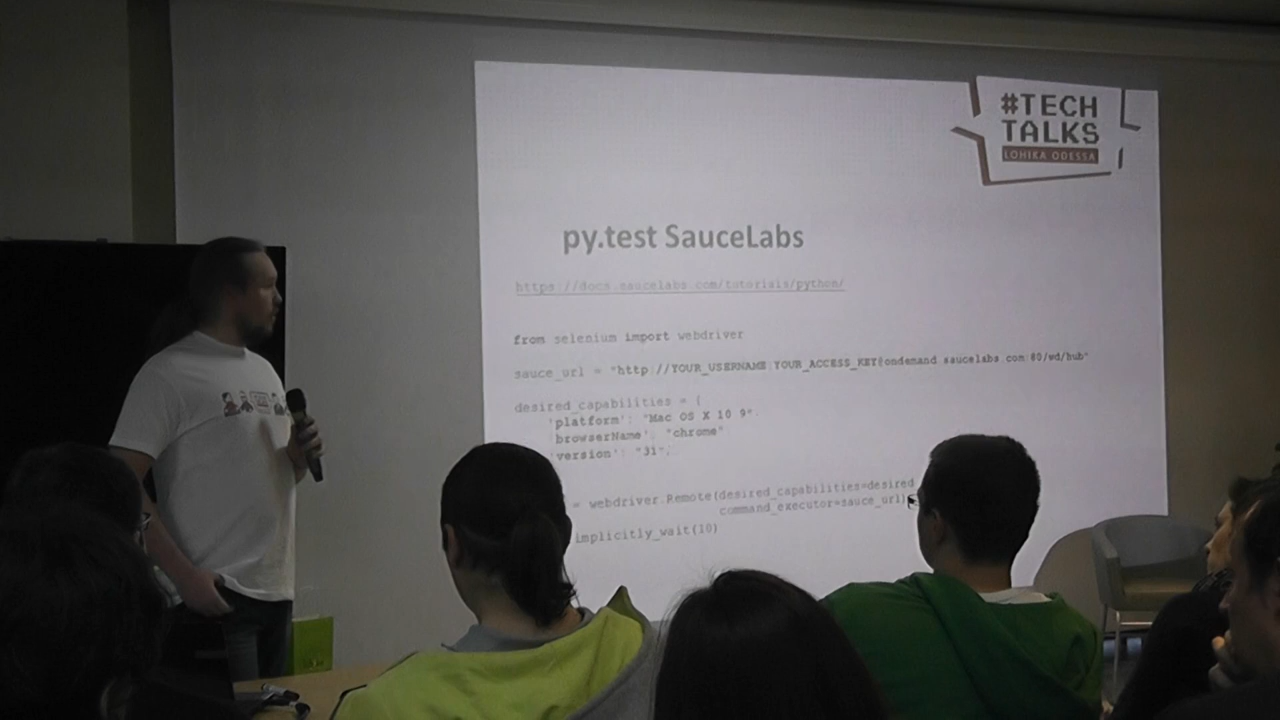 #TECH
TALKS
LOHIKA ODESSA
py.test SauceLabs
https://docs.saucelabs.com/tutorials/python/
from selenium import webdriver
sauce_url = "http://YOUR_USERNAME:YOUR_ACCESS_KEY@ondemand.saucelabs.com:80/wd/hub"
desired_capabilities = {
'platform': "Mac OS X 10.9",
'browserName': "chrome",
'version': "31",
= webdriver.Remote(desired_capabilities=desired
command_executor=sauce_url)
implicitly_wait(10)